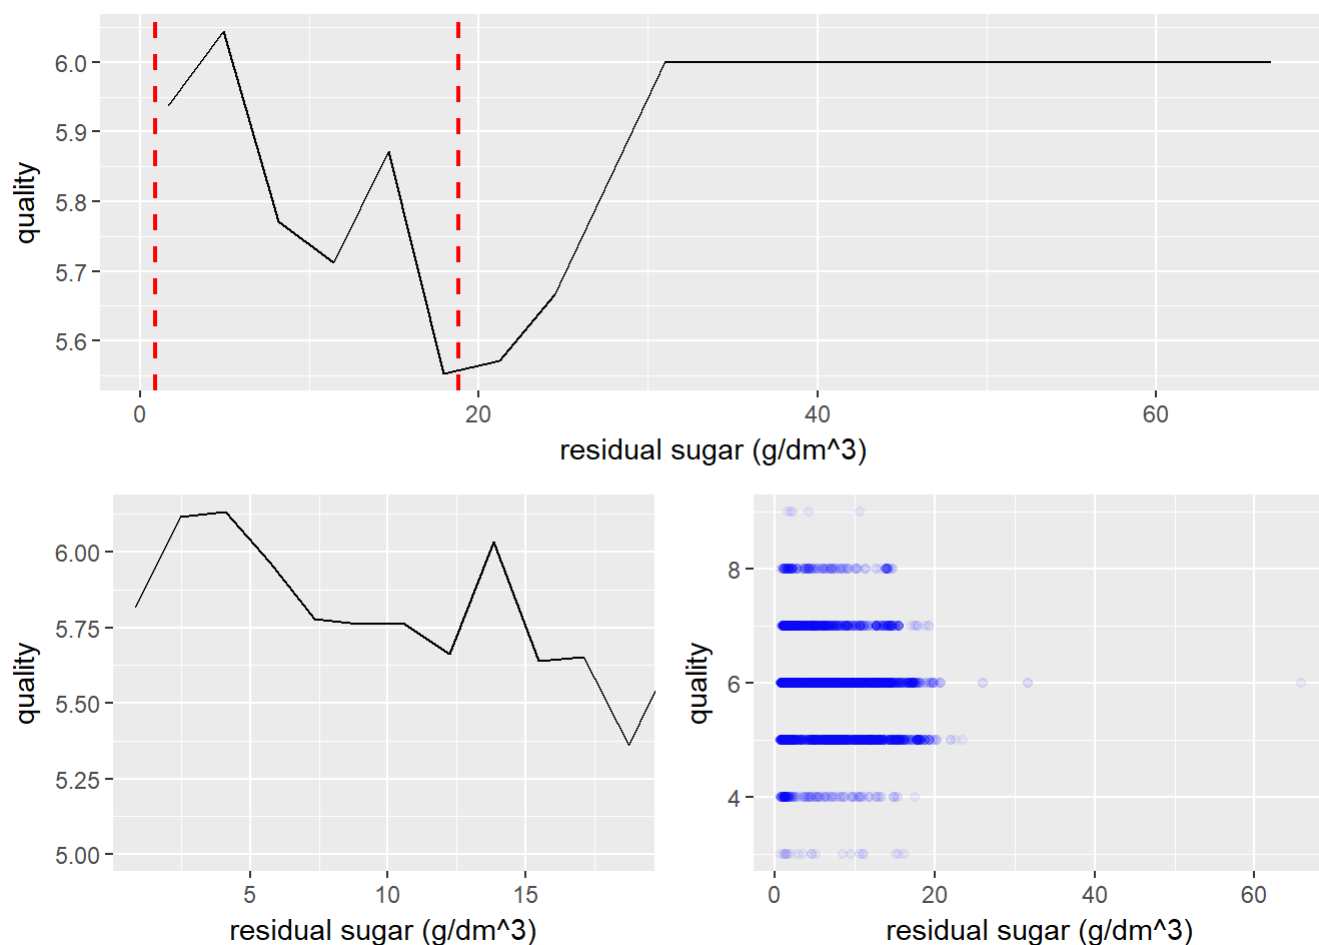 6.0
5.9
5.8
5.7
5.6
quality
0 20 40 60
residual sugar (g/dm^3)
6.00
5.75
5.50
5.25
5.00
quality
5 10 15
residual sugar (g/dm^3)
8
6
4
quality
0 20 40 60
residual sugar (g/dm^3)